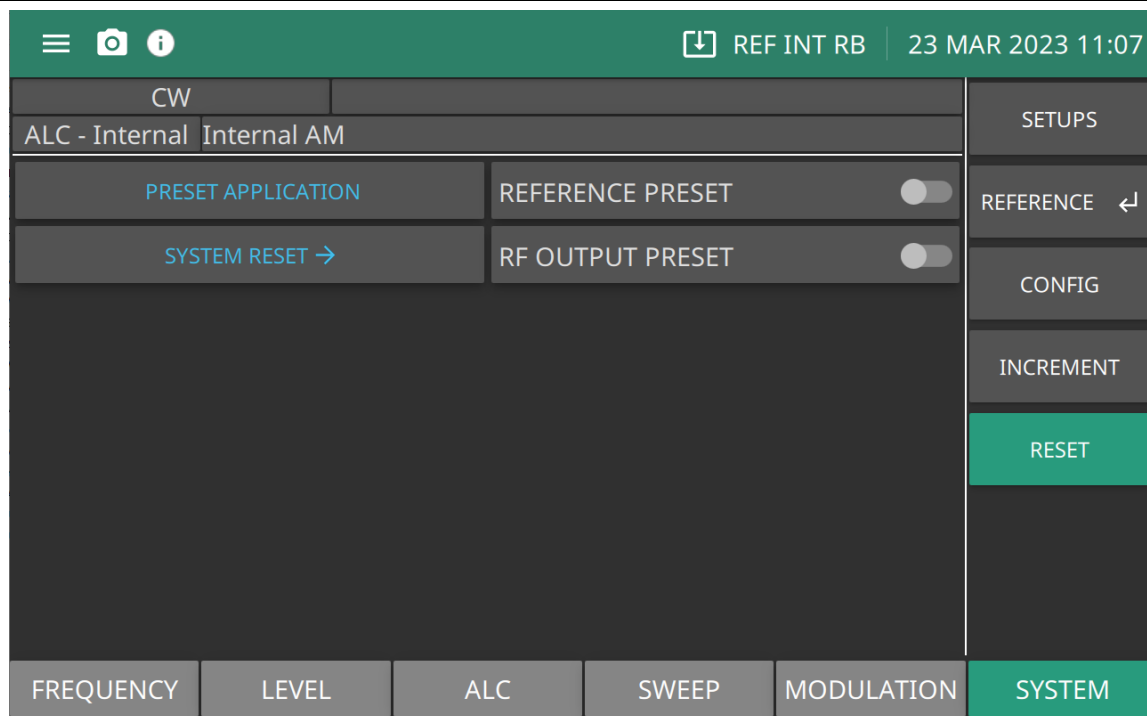 REF INT RB 23 MAR 2023 11:07
CW
ALC - Internal Internal AM
PRESET APPLICATION
REFERENCE PRESET
SYSTEM RESET →
RF OUTPUT PRESET
SETUPS
REFERENCE
CONFIG
INCREMENT
RESET
FREQUENCY LEVEL ALC SWEEP MODULATION SYSTEM